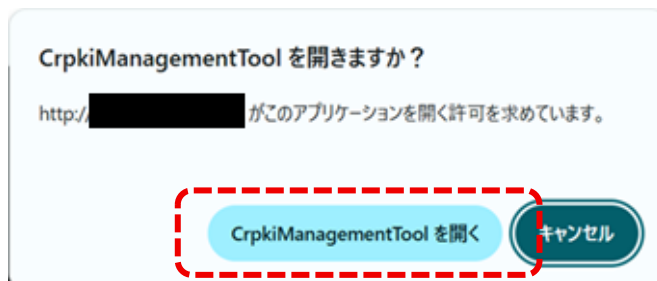 CrpkiManagementTool を開きますか？
http:// がこのアプリケーションを開く許可を求めています。
CrpkiManagementTool を開く
キャンセル